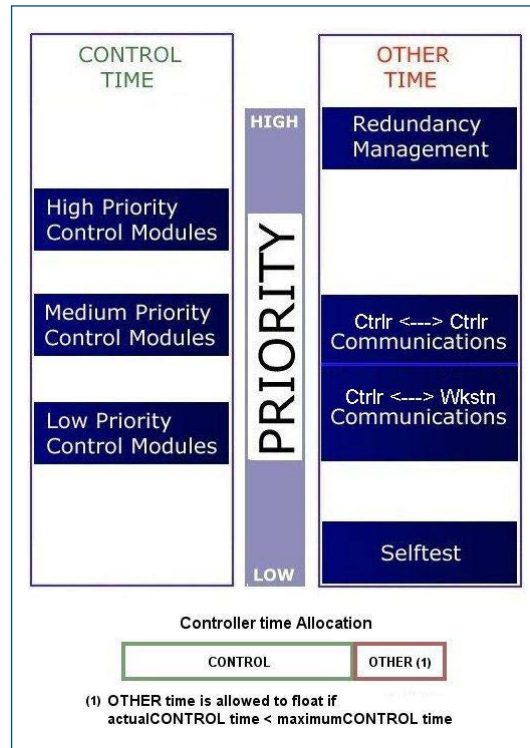 CONTROL
TIME
High Priority
Control Modules
Medium Priority
Control Modules
Low Priority
Control Modules
HIGH
PRIORITY
LOW
OTHER
TIME
Redundancy
Management
Ctrlr <---> Ctrlr
Communications
Ctrlr <---> Wkstn
Communications
Selftest
Controller time Allocation
CONTROL
OTHER (1)
(1) OTHER time is allowed to float if
actualCONTROL time < maximumCONTROL time